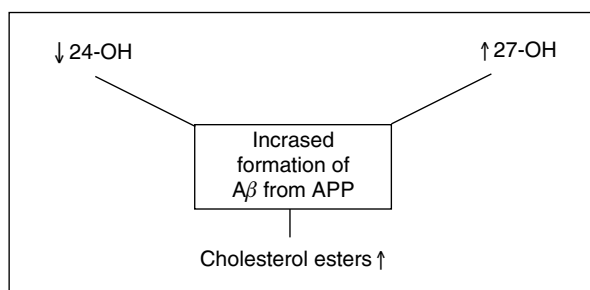 ↓ 24-OH
↑ 27-OH
Incrased
formation of
Aβ from APP
Cholesterol esters ↑